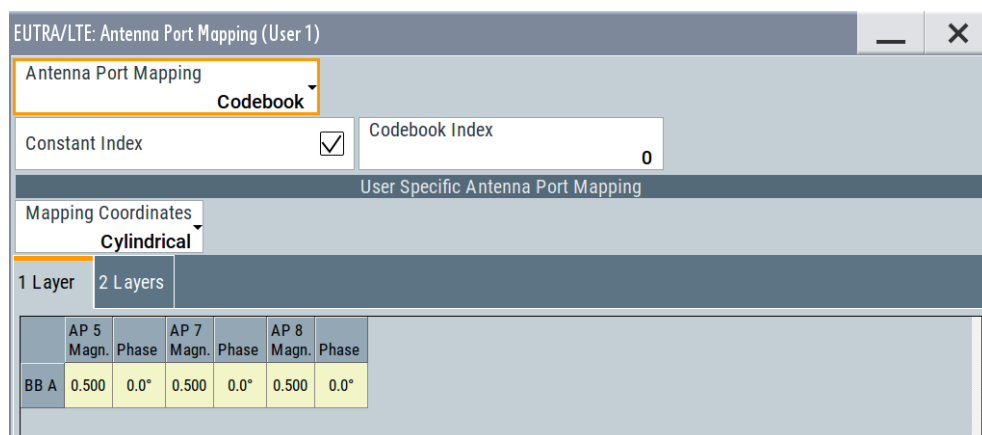 EUTRA/LTE: Antenna Port Mapping (User 1)
Antenna Port Mapping
Codebook
Constant Index
Codebook Index
0
User Specific Antenna Port Mapping
Mapping Coordinates
Cylindrical
1 Layer 2 Layers
AP 5 AP 7 AP 8
Magn. Phase Magn. Phase Magn. Phase
BB A 0.500 0.0° 0.500 0.0° 0.500 0.0°